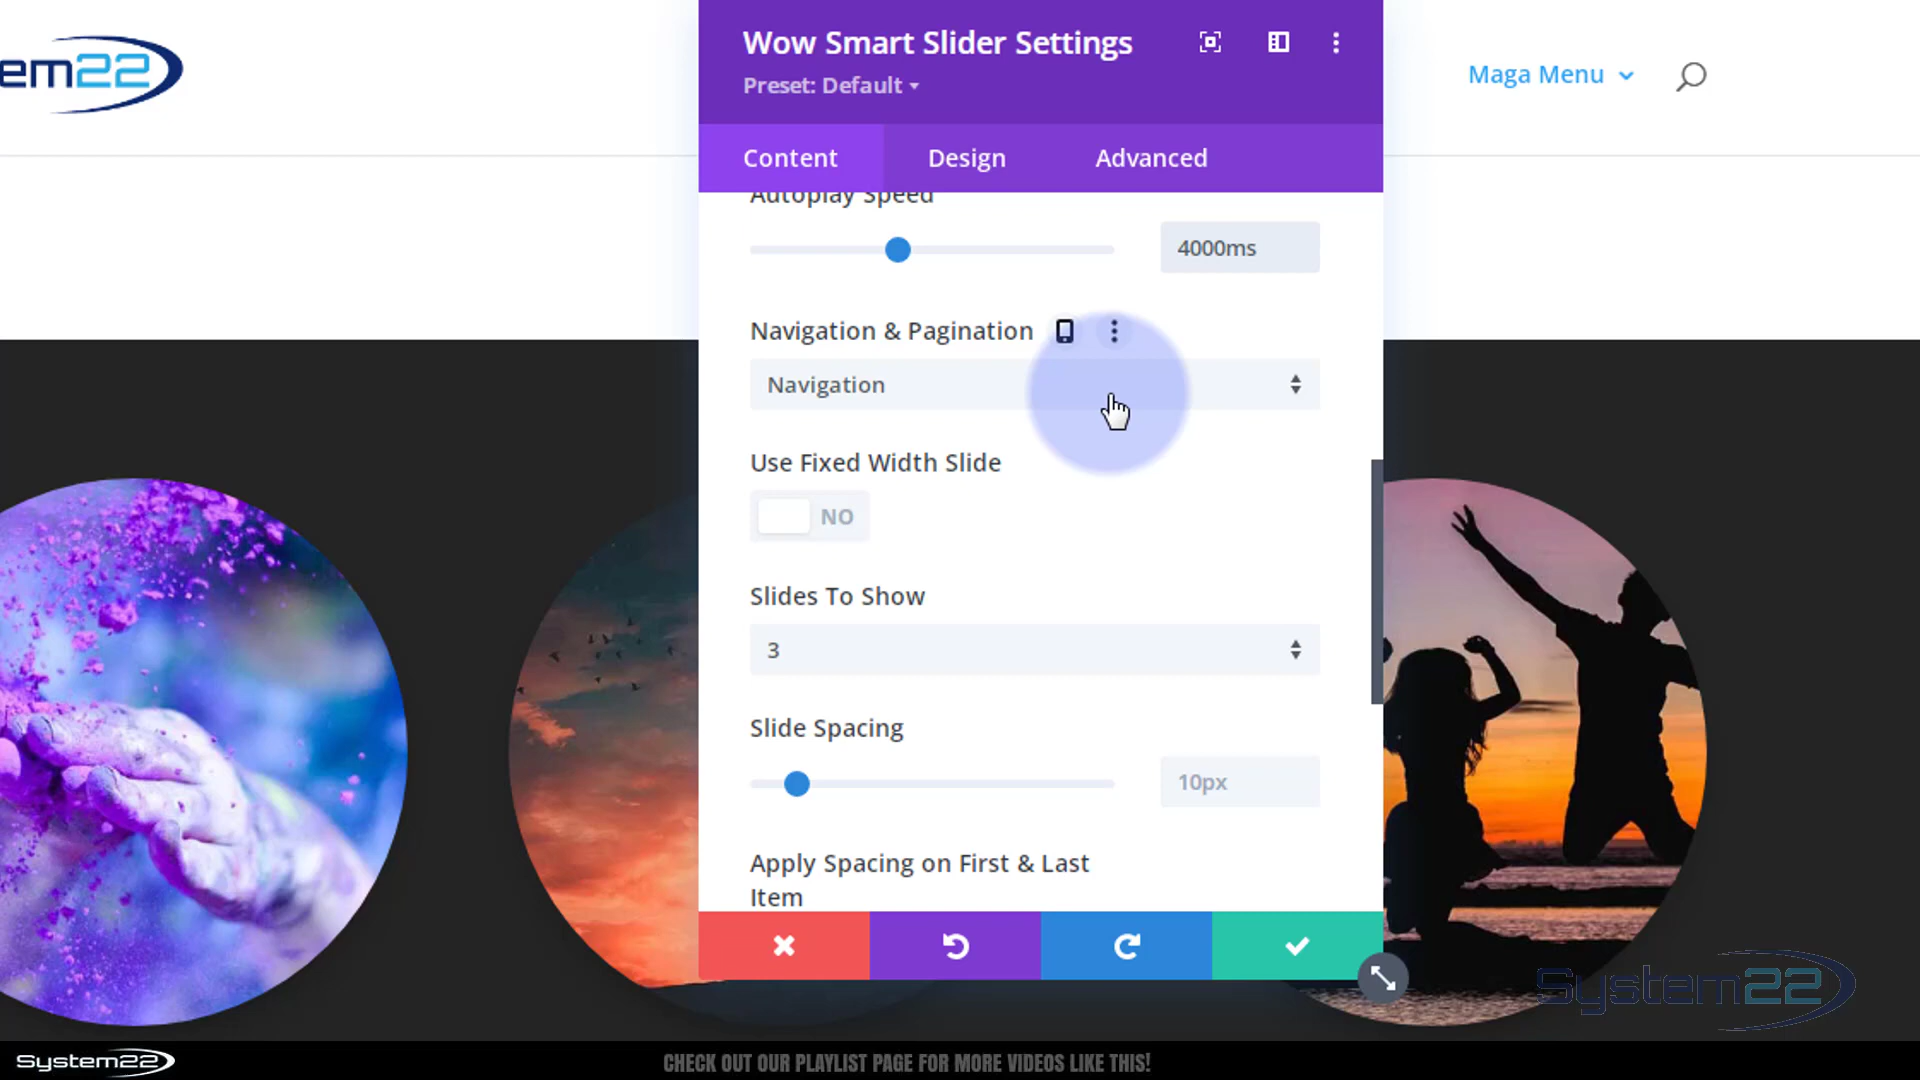 em22
Maga Menu
Wow Smart Slider Settings
Preset: Default
Content
Design
Advanced
Autoplay Speed
4000ms
Navigation & Pagination
Navigation
Use Fixed Width Slide
NO
Slides To Show
3
Slide Spacing
10px
Apply Spacing on First & Last
Item
System22
System22
CHECK OUT OUR PLAYLIST PAGE FOR MORE VIDEOS LIKE THIS!